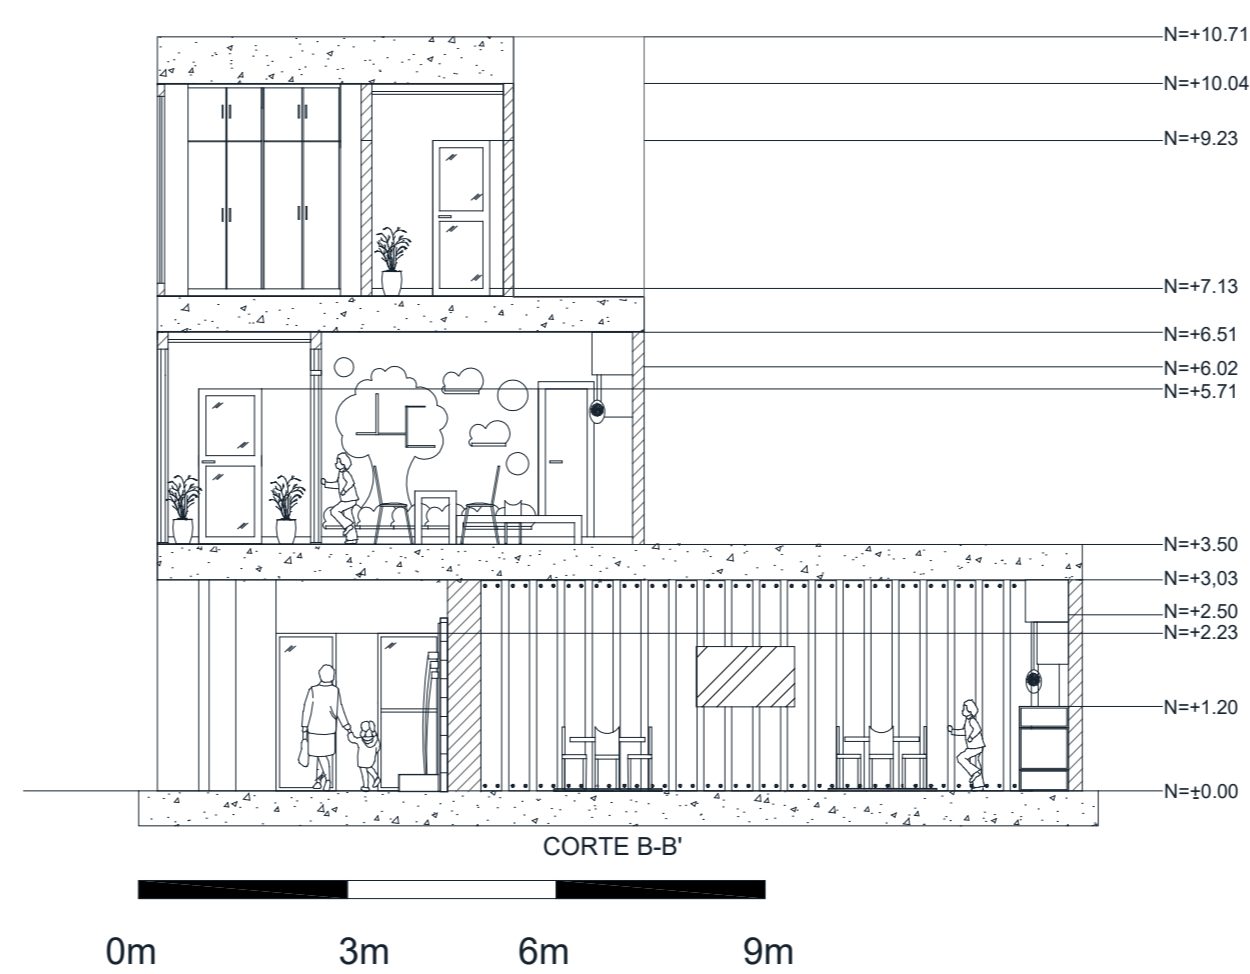 N=+10.71
N=+10.04
N=+9.23
N=+7.13
N=+6.51
N=+6.02
N=+5.71
N=+3.50
N=+3,03
N=+2.50
N=+2.23
N=+1.20
N=±0.00
CORTE B-B'
0m 3m 6m 9m